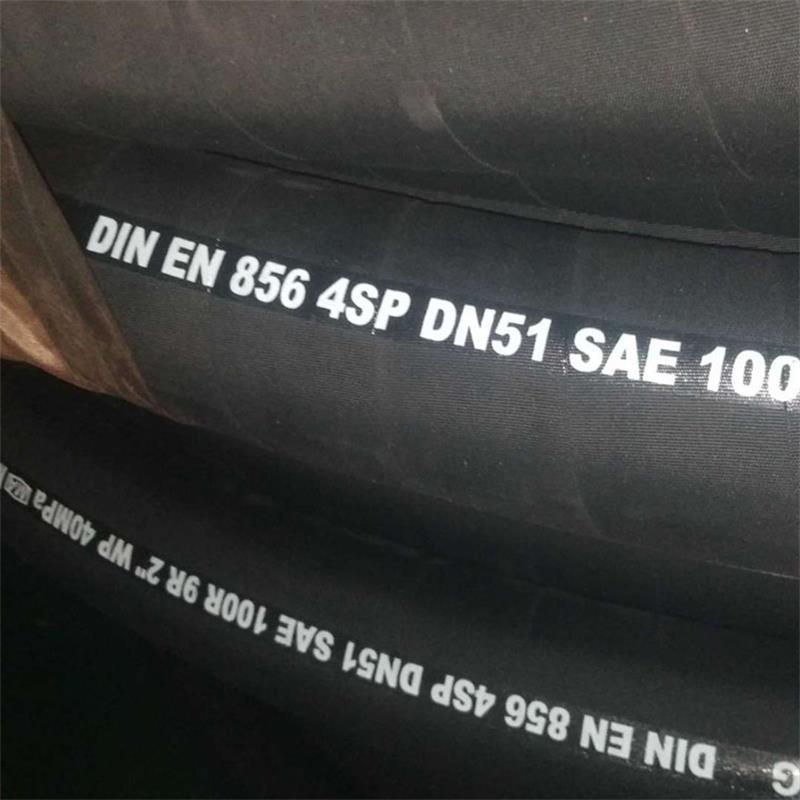 DIN EN 856 4SP DN51 SAE 100
G DIN EN 856 4SP DN51 SAE 100R 9R 2" WP 40MPa